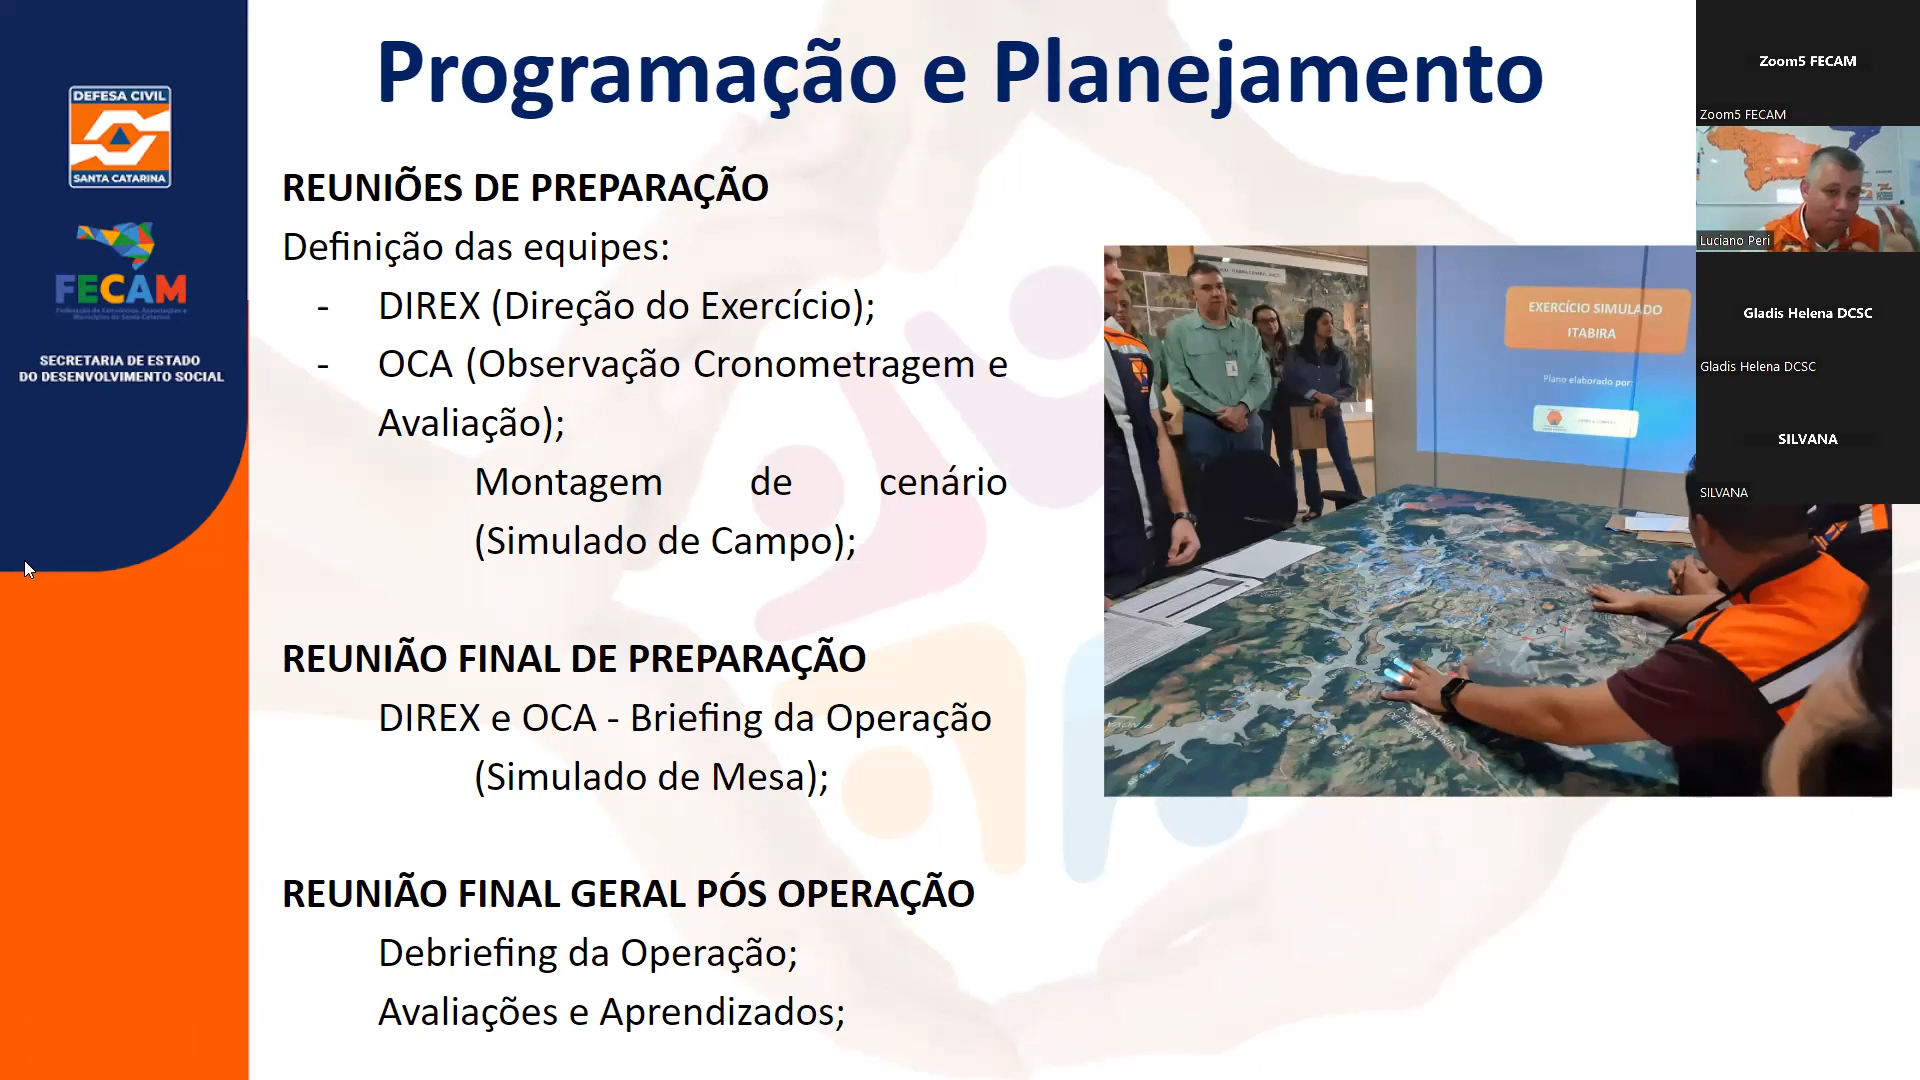 Programação e Planejamento
DEFESA CIVIL
SANTA CATARINA
FECAM
SECRETARIA DE ESTADO
DO DESENVOLVIMENTO SOCIAL
REUNIÕES DE PREPARAÇÃO
Definição das equipes:
- DIREX (Direção do Exercício);
- OCA (Observação Cronometragem e
Avaliação);
Montagem de cenário
(Simulado de Campo);
REUNIÃO FINAL DE PREPARAÇÃO
DIREX e OCA - Briefing da Operação
(Simulado de Mesa);
REUNIÃO FINAL GERAL PÓS OPERAÇÃO
Debriefing da Operação;
Avaliações e Aprendizados;
EXERCÍCIO SIMULADO
ITABIRA
Plano elaborado por:
Zoom5 FECAM
Zoom5 FECAM
Luciano Peri
Gladis Helena DCSC
Gladis Helena DCSC
SILVANA
SILVANA